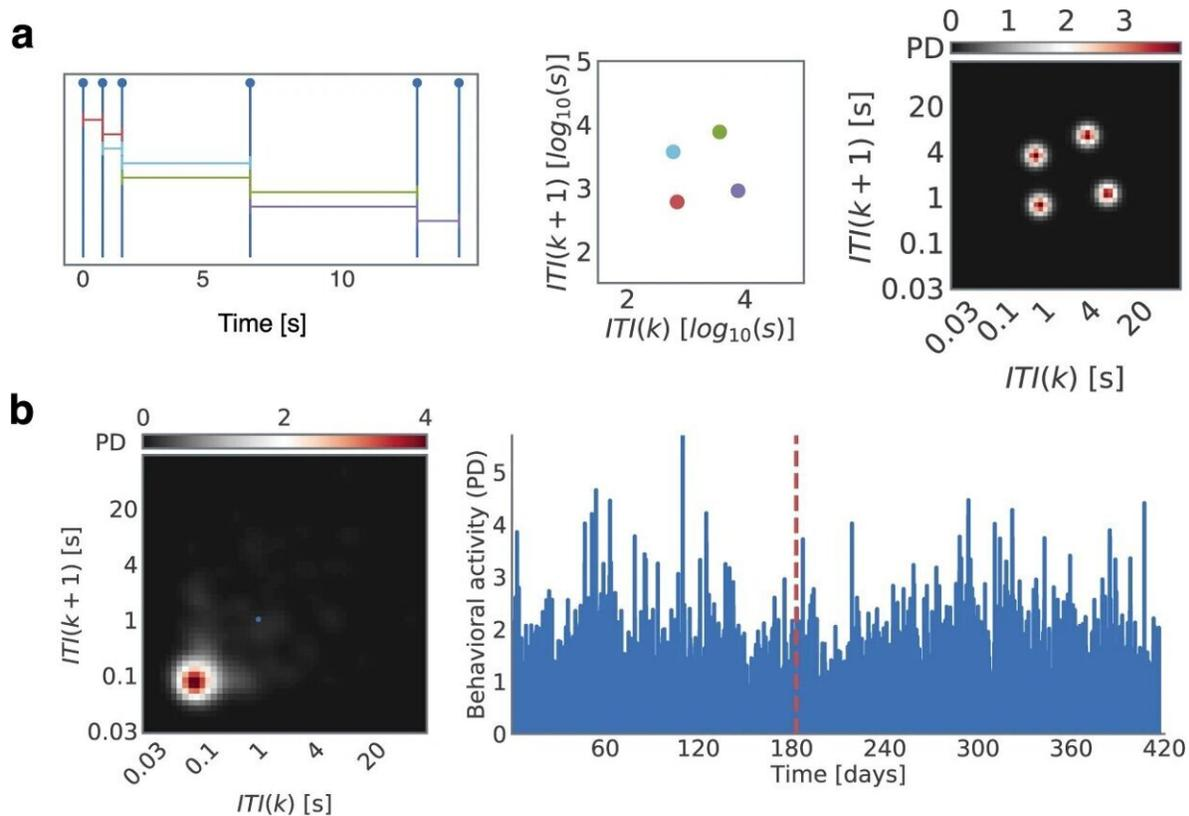 a
0 5 10
Time [s]
5
4
3
2
ITI(k + 1) [log10(s)]
2 4
ITI(k) [log10(s)]
0 1 2 3
PD
20
4
1
0.1
0.03
ITI(k + 1) [s]
0.03 0.1 1 4 20
ITI(k) [s]
b
0 2 4
PD
20
4
1
0.1
0.03
ITI(k + 1) [s]
0.03 0.1 1 4 20
ITI(k) [s]
5
4
3
2
1
0
Behavioral activity (PD)
60 120 180 240 300 360 420
Time [days]